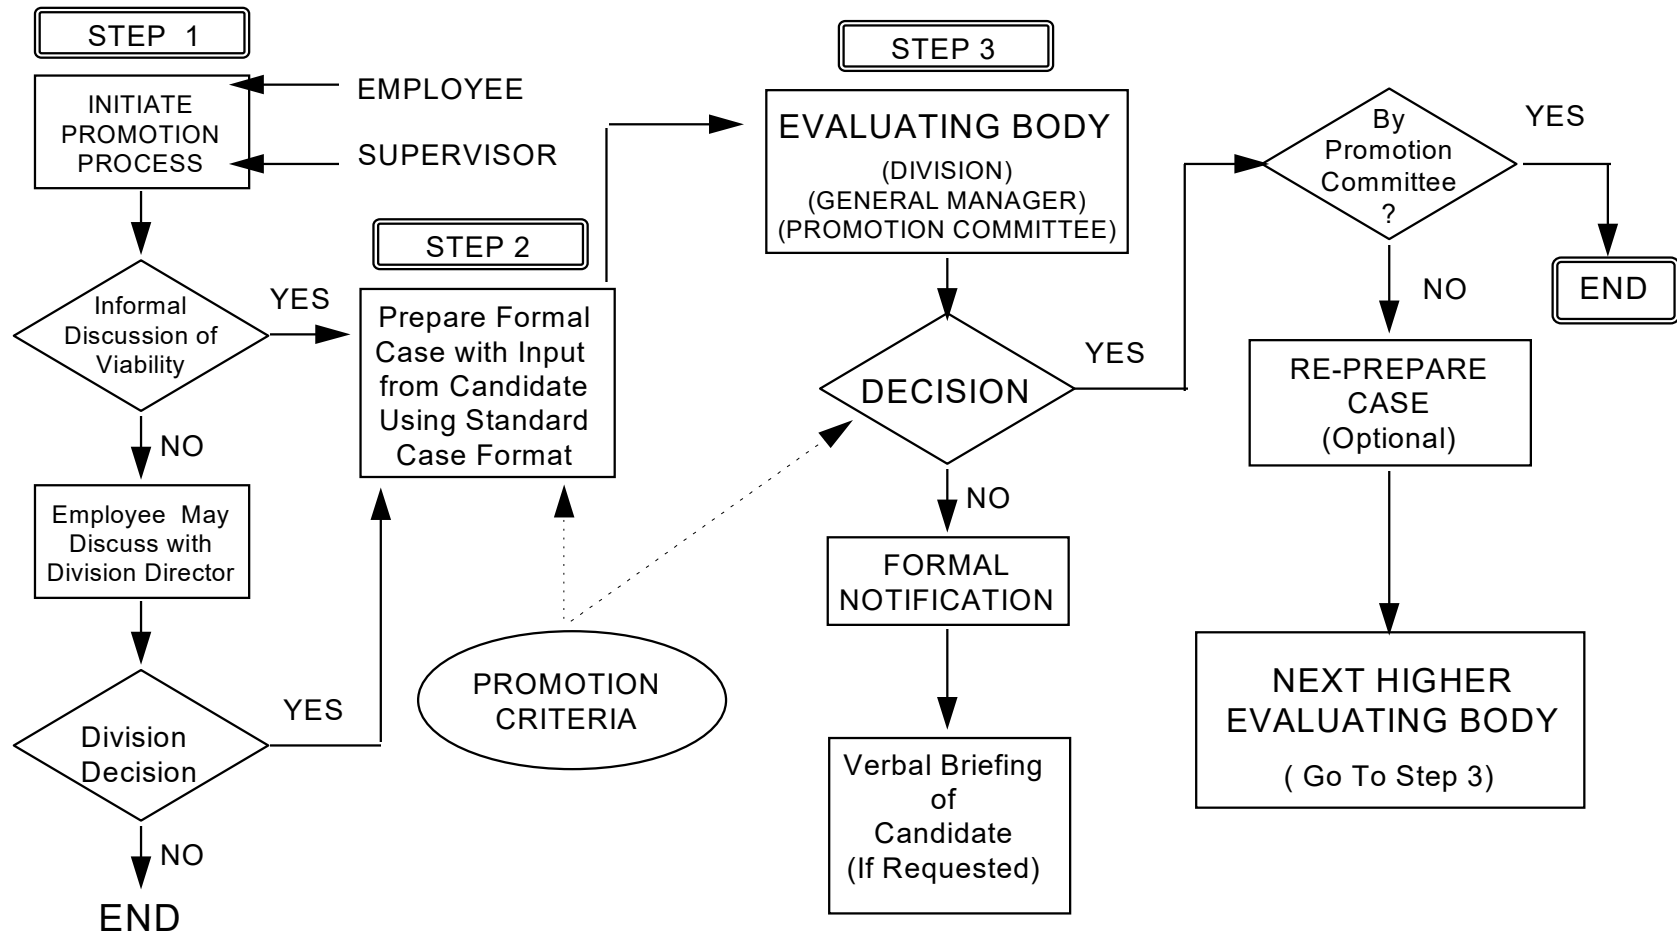 STEP 1
INITIATE
PROMOTION
PROCESS
EMPLOYEE
SUPERVISOR
Informal
Discussion of
Viability
YES
NO
Employee May
Discuss with
Division Director
Division
Decision
YES
NO
END
STEP 2
Prepare Formal
Case with Input
from Candidate
Using Standard
Case Format
PROMOTION
CRITERIA
STEP 3
EVALUATING BODY
(DIVISION)
(GENERAL MANAGER)
(PROMOTION COMMITTEE)
DECISION
YES
NO
FORMAL
NOTIFICATION
Verbal Briefing
of
Candidate
(If Requested)
By
Promotion
Committee
?
YES
END
NO
RE-PREPARE
CASE
(Optional)
NEXT HIGHER
EVALUATING BODY
( Go To Step 3)